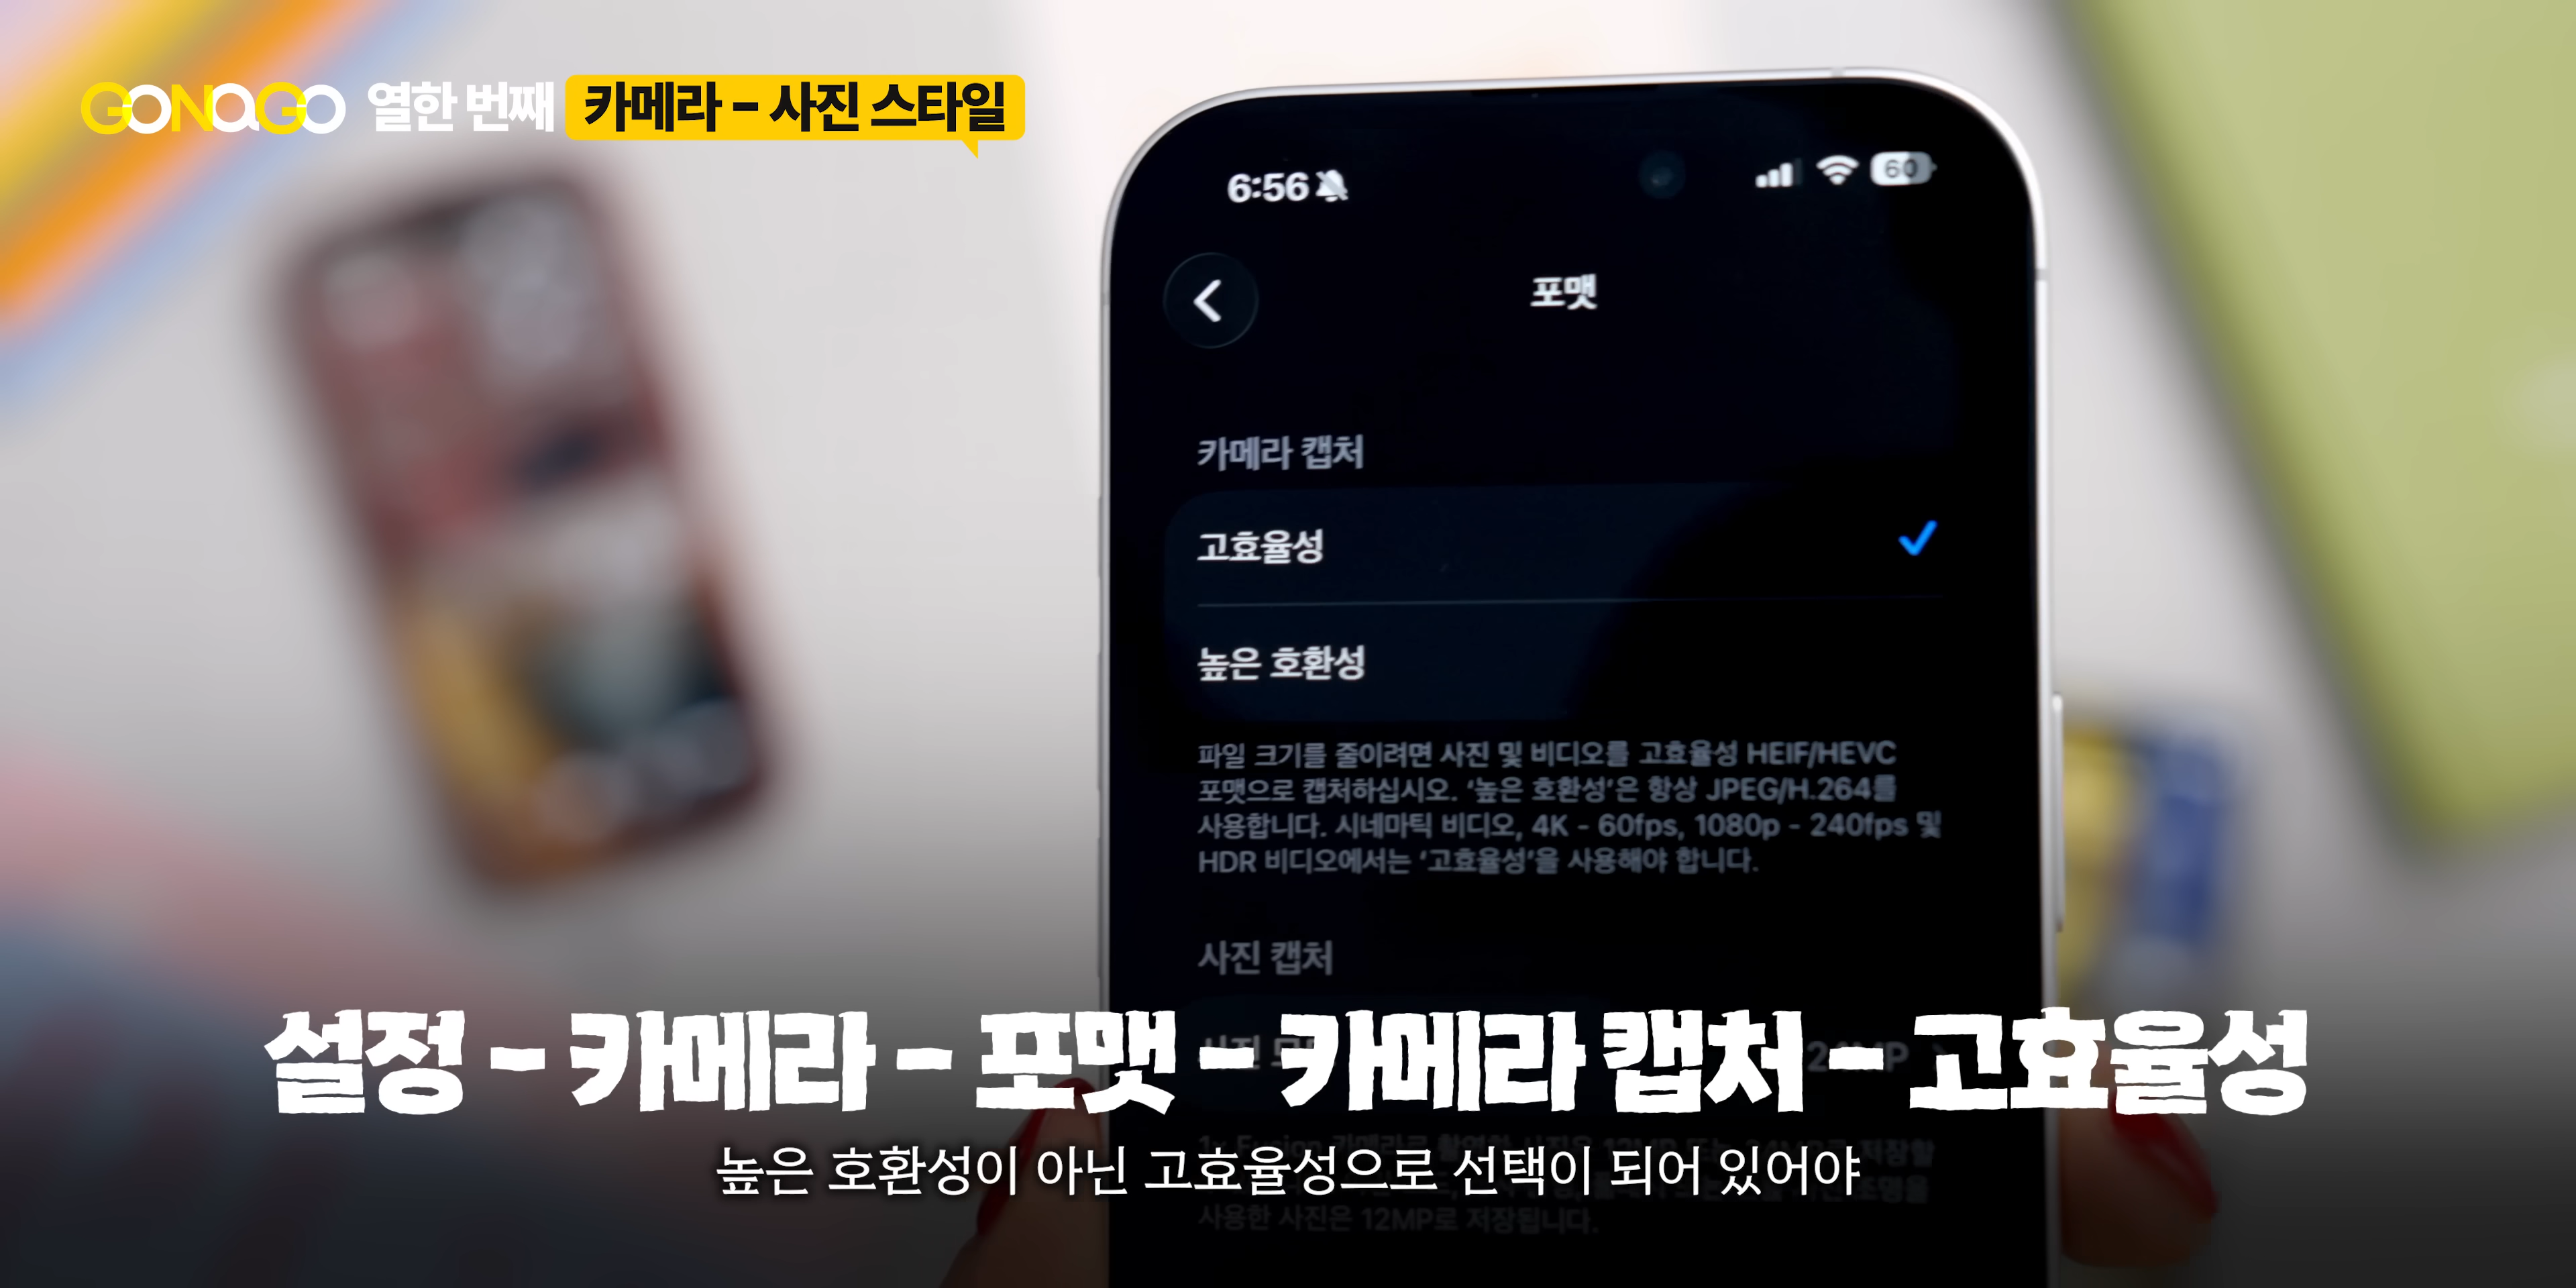 GONGGO 열한 번째 카메라 - 사진 스타일
6:56
60
포맷
카메라 캡처
고효율성
높은 호환성
파일 크기를 줄이려면 사진 및 비디오를 고효율성 HEIF/HEVC
포맷으로 캡처하십시오. ‘높은 호환성’은 항상 JPEG/H.264를
사용합니다. 시네마틱 비디오, 4K - 60fps, 1080p - 240fps 및
HDR 비디오에서는 ‘고효율성’을 사용해야 합니다.
사진 캡처
24MP
설정 - 카메라 - 포맷 - 카메라 캡처 - 고효율성
높은 호환성이 아닌 고효율성으로 선택이 되어 있어야
사용한 사진은 12MP로 저장됩니다.